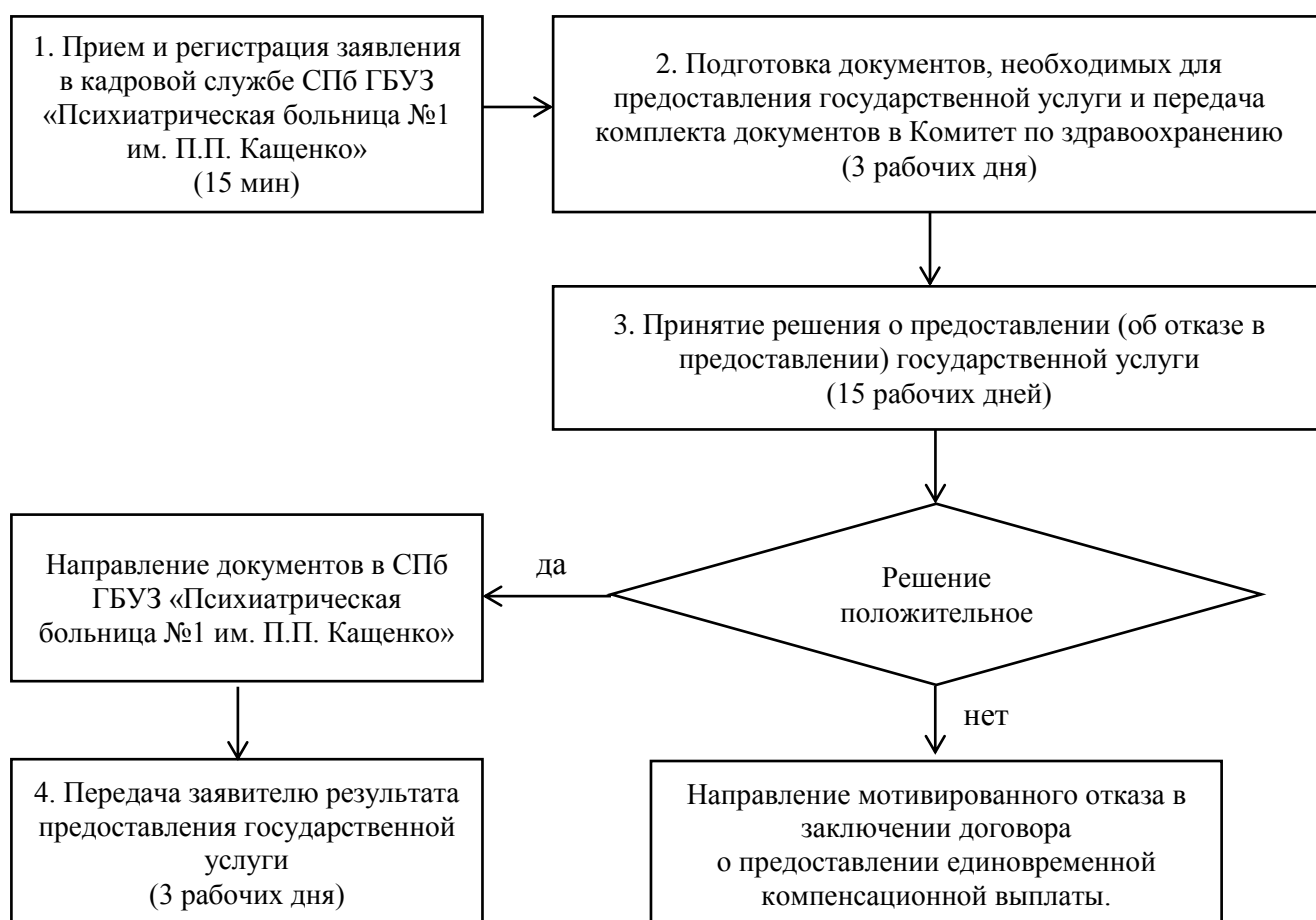 1. Прием и регистрация заявления
в кадровой службе СПб ГБУЗ
«Психиатрическая больница №1
им. П.П. Кащенко»
(15 мин)
2. Подготовка документов, необходимых для
предоставления государственной услуги и передача
комплекта документов в Комитет по здравоохранению
(3 рабочих дня)
3. Принятие решения о предоставлении (об отказе в
предоставлении) государственной услуги
(15 рабочих дней)
Решение
положительное
да
Направление документов в СПб
ГБУЗ «Психиатрическая
больница №1 им. П.П. Кащенко»
нет
4. Передача заявителю результата
предоставления государственной
услуги
(3 рабочих дня)
Направление мотивированного отказа в
заключении договора
о предоставлении единовременной
компенсационной выплаты.